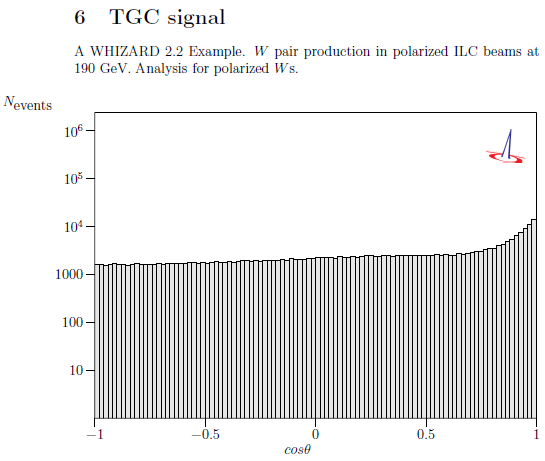 6 TGC signal
A WHIZARD 2.2 Example. W pair production in polarized ILC beams at
190 GeV. Analysis for polarized Ws.
Nevents
10⁶
10⁵
10⁴
1000
100
10
−1 −0.5 0 0.5 1
cosθ